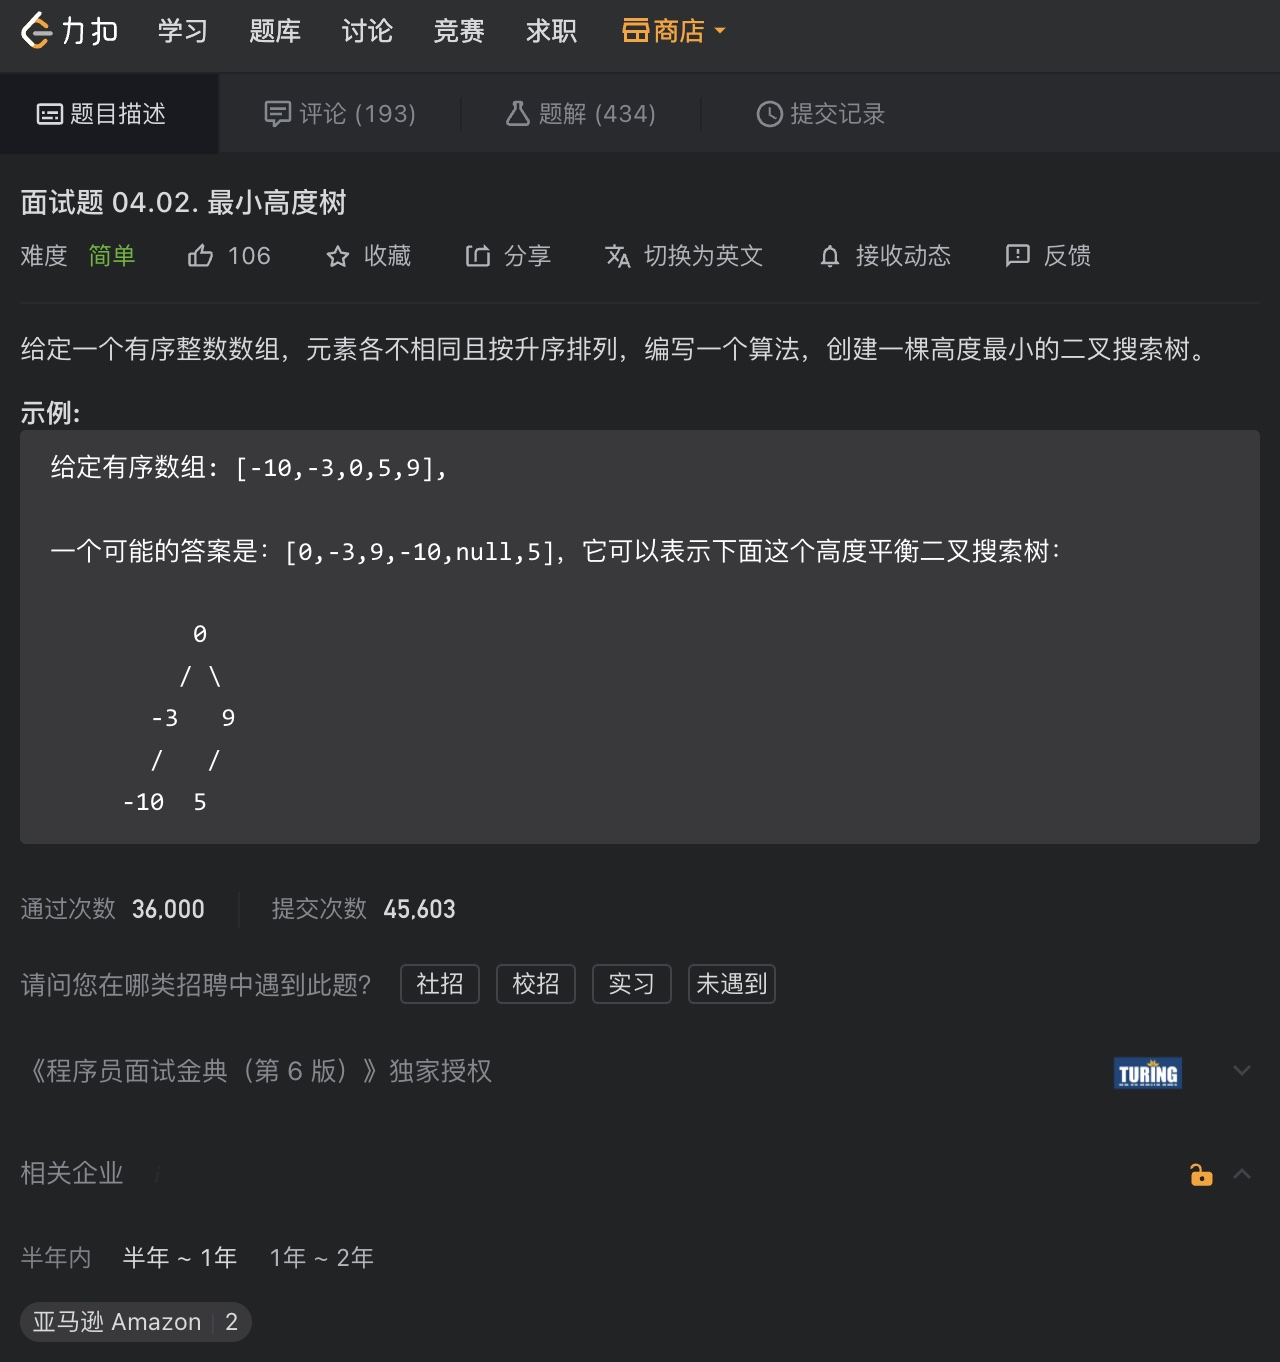 力扣 学习 题库 讨论 竞赛 求职 商店
题目描述 评论 (193) 题解 (434) 提交记录
面试题 04.02. 最小高度树
难度 简单 106 收藏 分享 切换为英文 接收动态 反馈
给定一个有序整数数组，元素各不相同且按升序排列，编写一个算法，创建一棵高度最小的二叉搜索树。
示例:
给定有序数组: [-10,-3,0,5,9],
一个可能的答案是：[0,-3,9,-10,null,5]，它可以表示下面这个高度平衡二叉搜索树：
0
/ \
-3 9
/ /
-10 5
通过次数 36,000 提交次数 45,603
请问您在哪类招聘中遇到此题? 社招 校招 实习 未遇到
《程序员面试金典（第 6 版）》独家授权 TURING
相关企业 i
半年内 半年 ~ 1年 1年 ~ 2年
亚马逊 Amazon 2